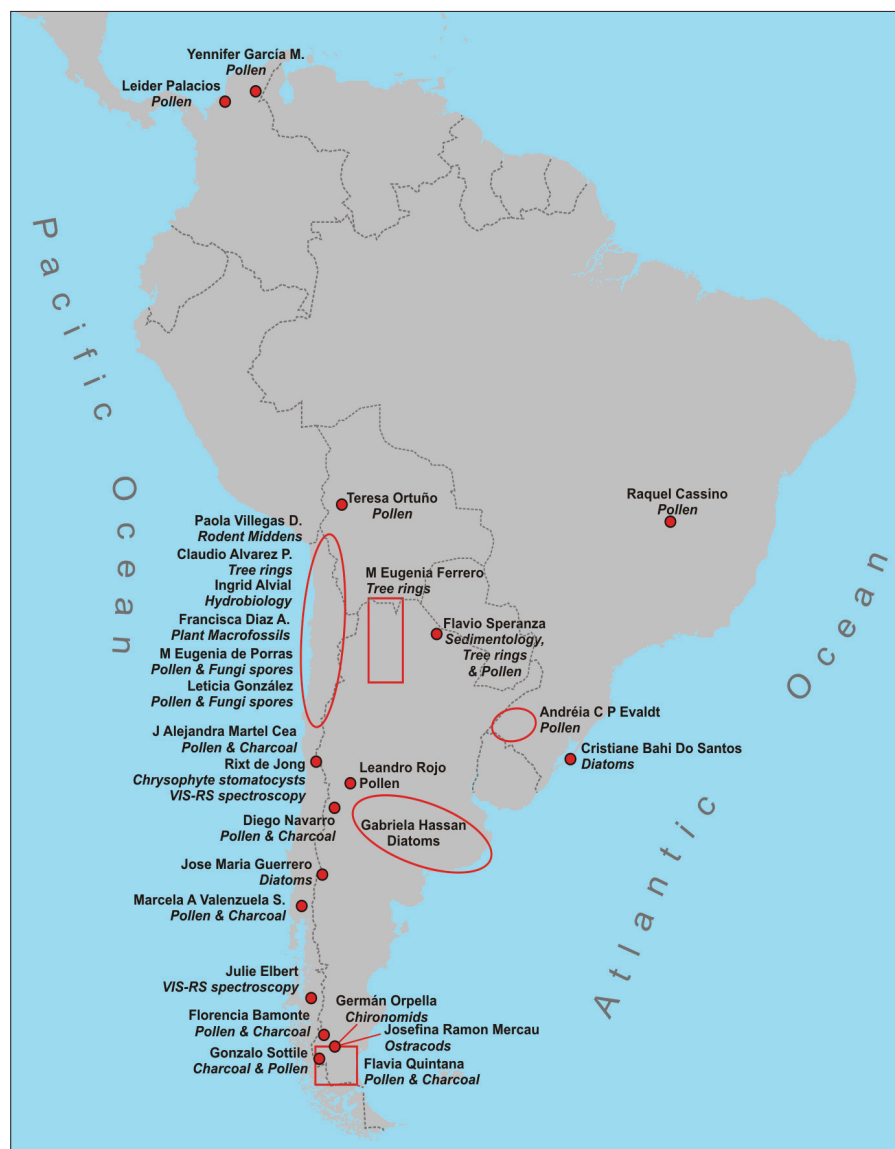 Yennifer García M.
Pollen
Leider Palacios
Pollen
Pacific Ocean
Teresa Ortuño
Pollen
Raquel Cassino
Pollen
Paola Villegas D.
Rodent Middens
Claudio Alvarez P.
Tree rings
Ingrid Alvial
Hydrobiology
Francisca Diaz A.
Plant Macrofossils
M Eugenia de Porras
Pollen & Fungi spores
Leticia González
Pollen & Fungi spores
M Eugenia Ferrero
Tree rings
Flavio Speranza
Sedimentology,
Tree rings
& Pollen
Andréia C P Evaldt
Pollen
Cristiane Bahi Do Santos
Diatoms
J Alejandra Martel Cea
Pollen & Charcoal
Rixt de Jong
Chrysophyte stomatocysts
VIS-RS spectroscopy
Leandro Rojo
Pollen
Diego Navarro
Pollen & Charcoal
Gabriela Hassan
Diatoms
Jose Maria Guerrero
Diatoms
Marcela A Valenzuela S.
Pollen & Charcoal
Atlantic Ocean
Julie Elbert
VIS-RS spectroscopy
Germán Orpella
Chironomids
Florencia Bamonte
Pollen & Charcoal
Josefina Ramon Mercau
Ostracods
Gonzalo Sottile
Charcoal & Pollen
Flavia Quintana
Pollen & Charcoal